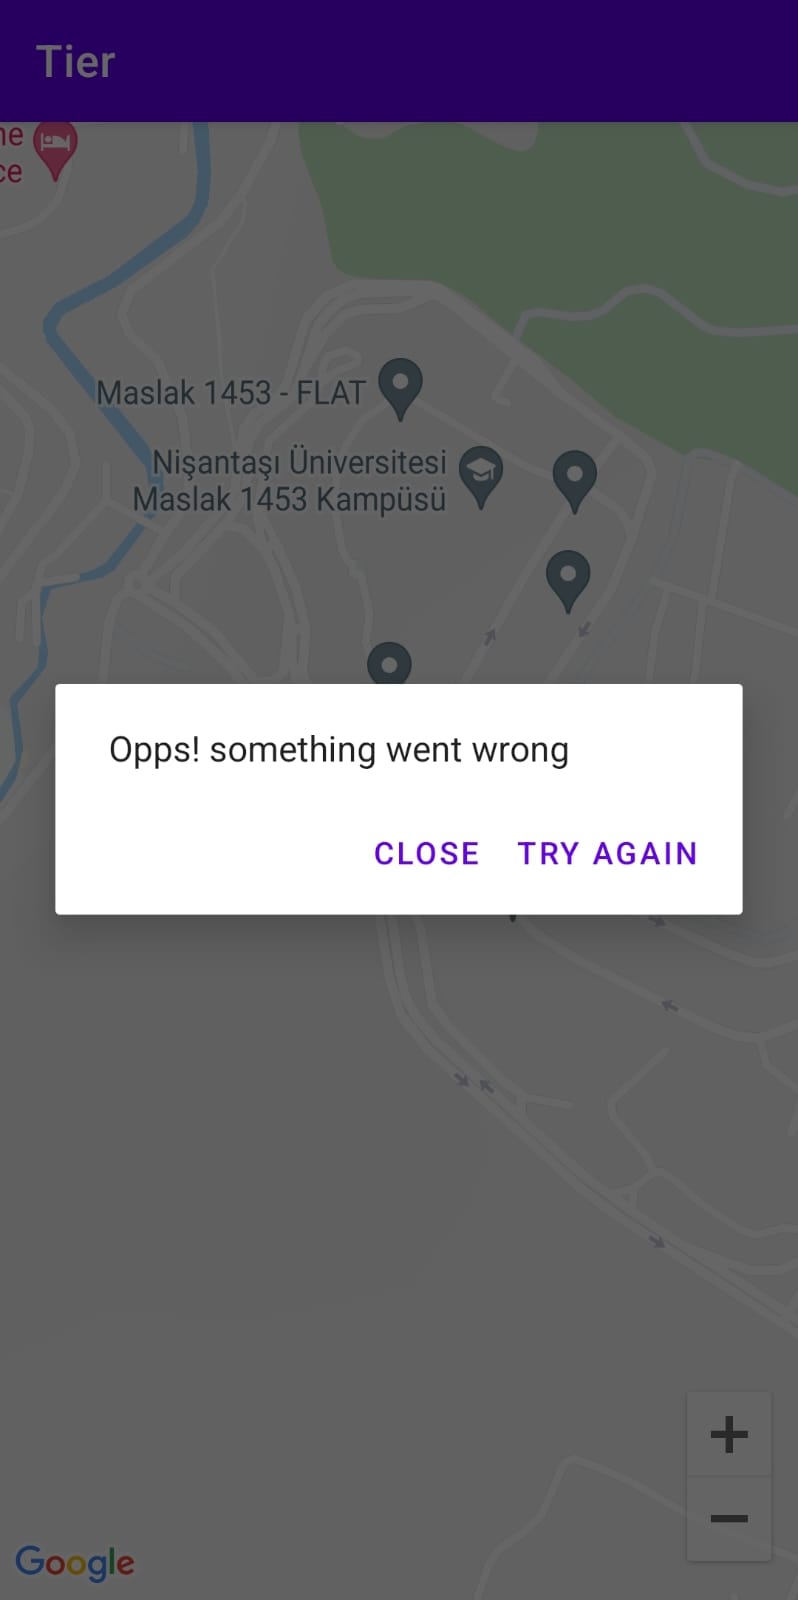 Tier
ne
ce
Maslak 1453 - FLAT
Nişantaşı Üniversitesi
Maslak 1453 Kampüsü
Opps! something went wrong
CLOSE TRY AGAIN
Google